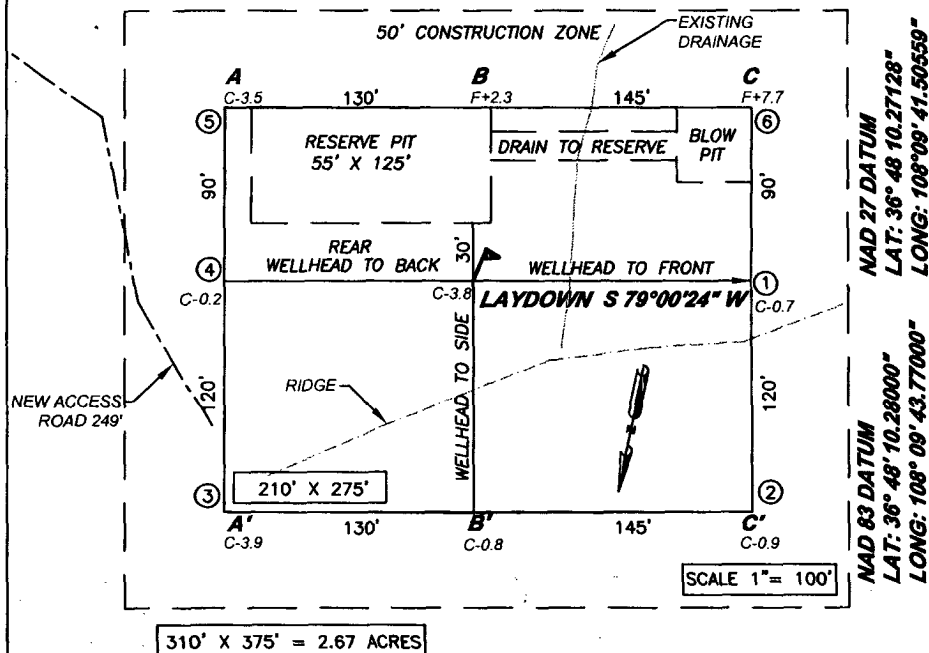 50' CONSTRUCTION ZONE
EXISTING
DRAINAGE
A
B
C
C-3.5
130'
F+2.3
145'
F+7.7
5
6
RESERVE PIT
55' X 125'
DRAIN TO RESERVE
BLOW
PIT
90'
90'
REAR
WELLHEAD TO BACK
30'
WELLHEAD TO FRONT
4
1
C-0.2
C-3.8
LAYDOWN S 79°00'24" W
C-0.7
WELLHEAD TO SIDE
NEW ACCESS
ROAD 249'
120'
RIDGE
120'
N
210' X 275'
3
2
A'
130'
B'
145'
C'
C-3.9
C-0.8
C-0.9
SCALE 1"= 100'
310' X 375' = 2.67 ACRES
NAD 27 DATUM
LAT: 36° 48 10.27128"
LONG: 108°09' 41.50559"
NAD 83 DATUM
LAT: 36° 48' 10.28000"
LONG: 108° 09' 43.77000"